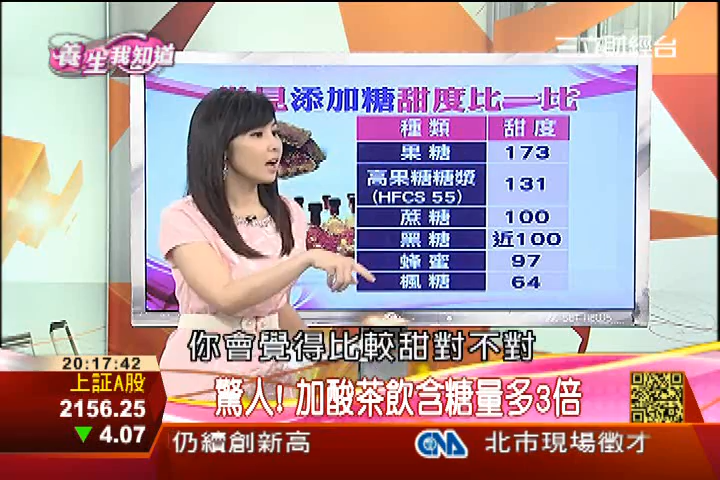 養生我知道
三立財經台
常見添加糖甜度比一比
種類 甜度
果糖 173
高果糖糖漿 (HFCS 55) 131
蔗糖 100
黑糖 近100
蜂蜜 97
楓糖 64
你會覺得比較甜對不對
20:17:42
上証A股
2156.25
▼ 4.07
驚人! 加酸茶飲含糖量多3倍
仍續創新高 CNA 北市現場徵才